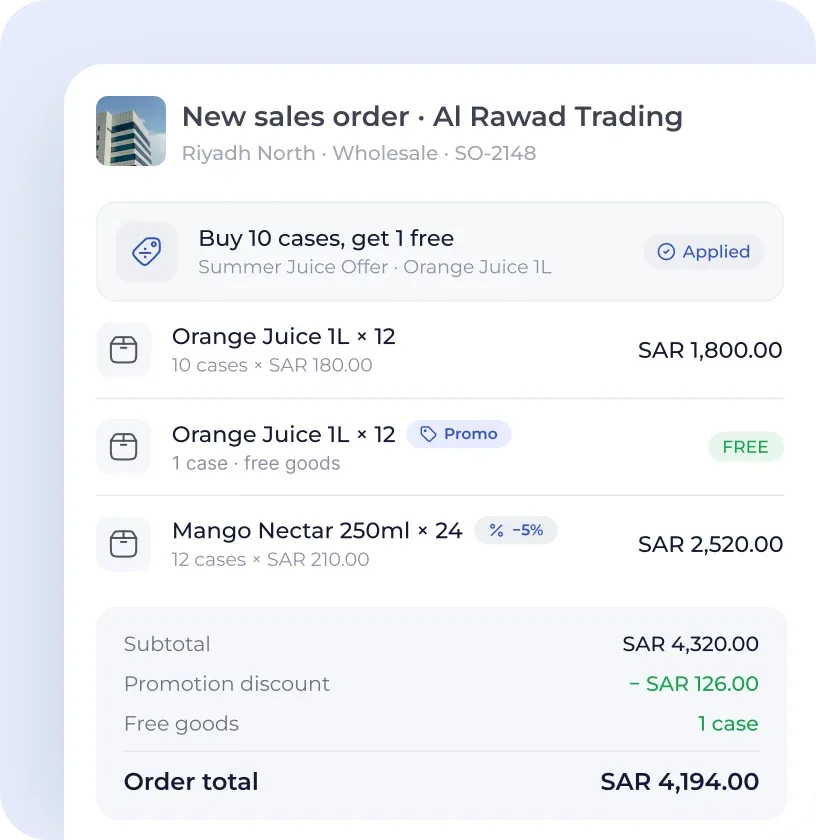 New sales order · Al Rawad Trading
Riyadh North · Wholesale · SO-2148
Buy 10 cases, get 1 free
Summer Juice Offer · Orange Juice 1L
Applied
Orange Juice 1L × 12
10 cases × SAR 180.00
SAR 1,800.00
Orange Juice 1L × 12
Promo
1 case · free goods
FREE
Mango Nectar 250ml × 24
% −5%
12 cases × SAR 210.00
SAR 2,520.00
Subtotal
SAR 4,320.00
Promotion discount
− SAR 126.00
Free goods
1 case
Order total
SAR 4,194.00